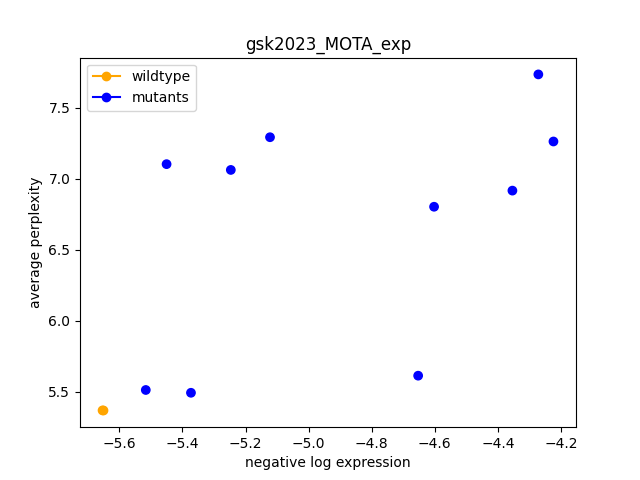 gsk2023_MOTA_exp
wildtype
mutants
average perplexity
7.5
7.0
6.5
6.0
5.5
−5.6 −5.4 −5.2 −5.0 −4.8 −4.6 −4.4 −4.2
negative log expression